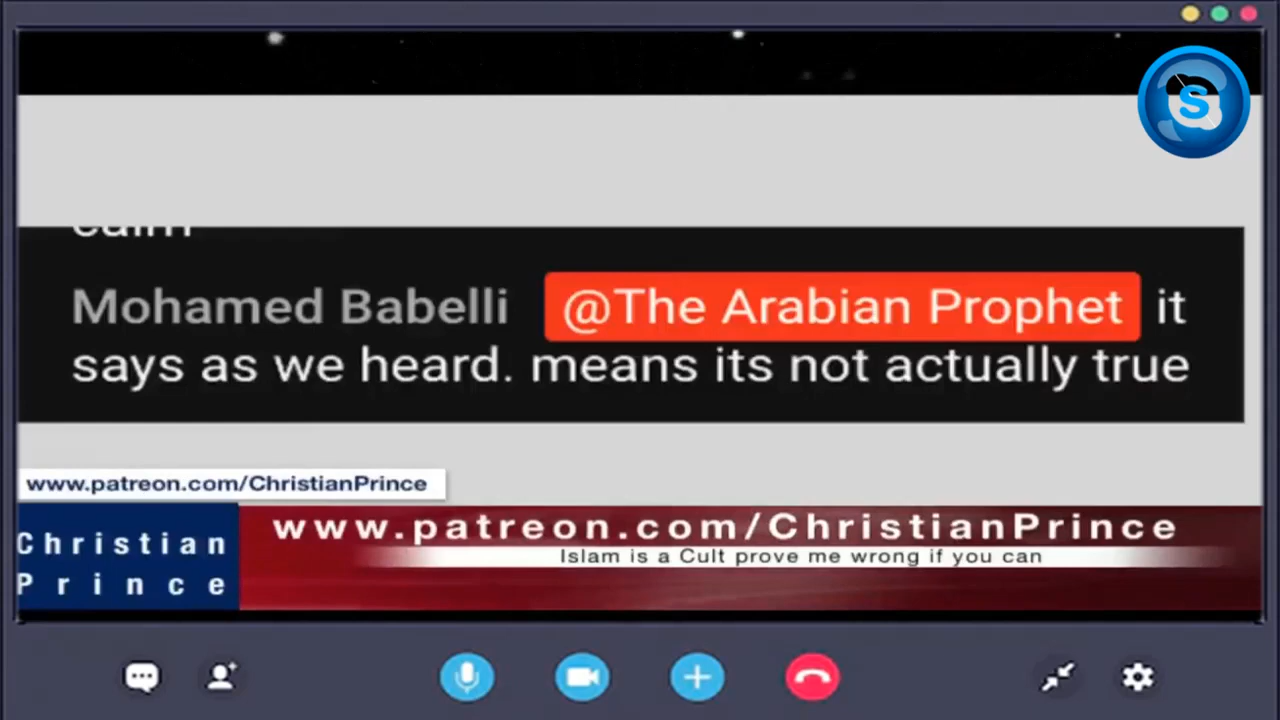 S
calm
Mohamed Babelli @The Arabian Prophet it
says as we heard. means its not actually true
www.patreon.com/ChristianPrince
Christian
Prince
www.patreon.com/ChristianPrince
Islam is a Cult prove me wrong if you can